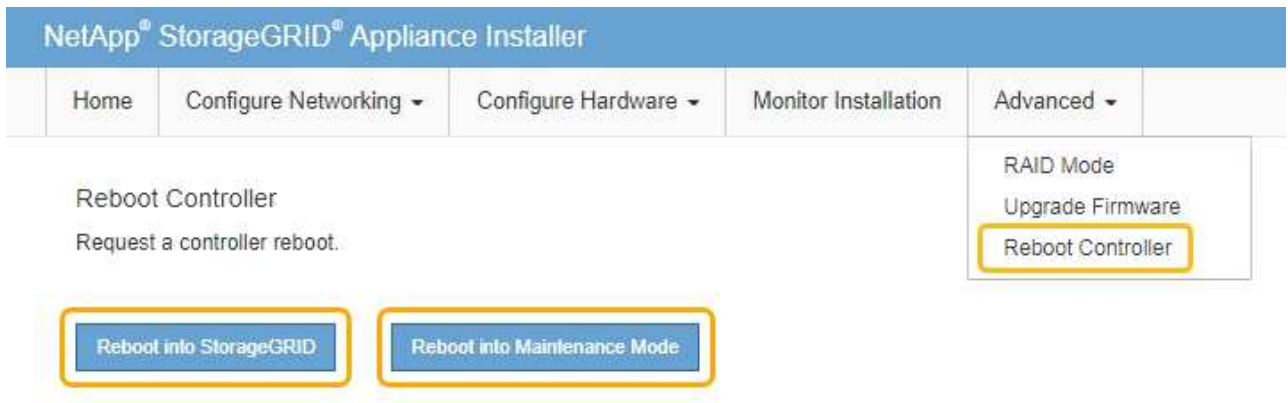 NetApp® StorageGRID® Appliance Installer
Home Configure Networking Configure Hardware Monitor Installation Advanced
RAID Mode
Upgrade Firmware
Reboot Controller
Reboot Controller
Request a controller reboot.
Reboot into StorageGRID Reboot into Maintenance Mode